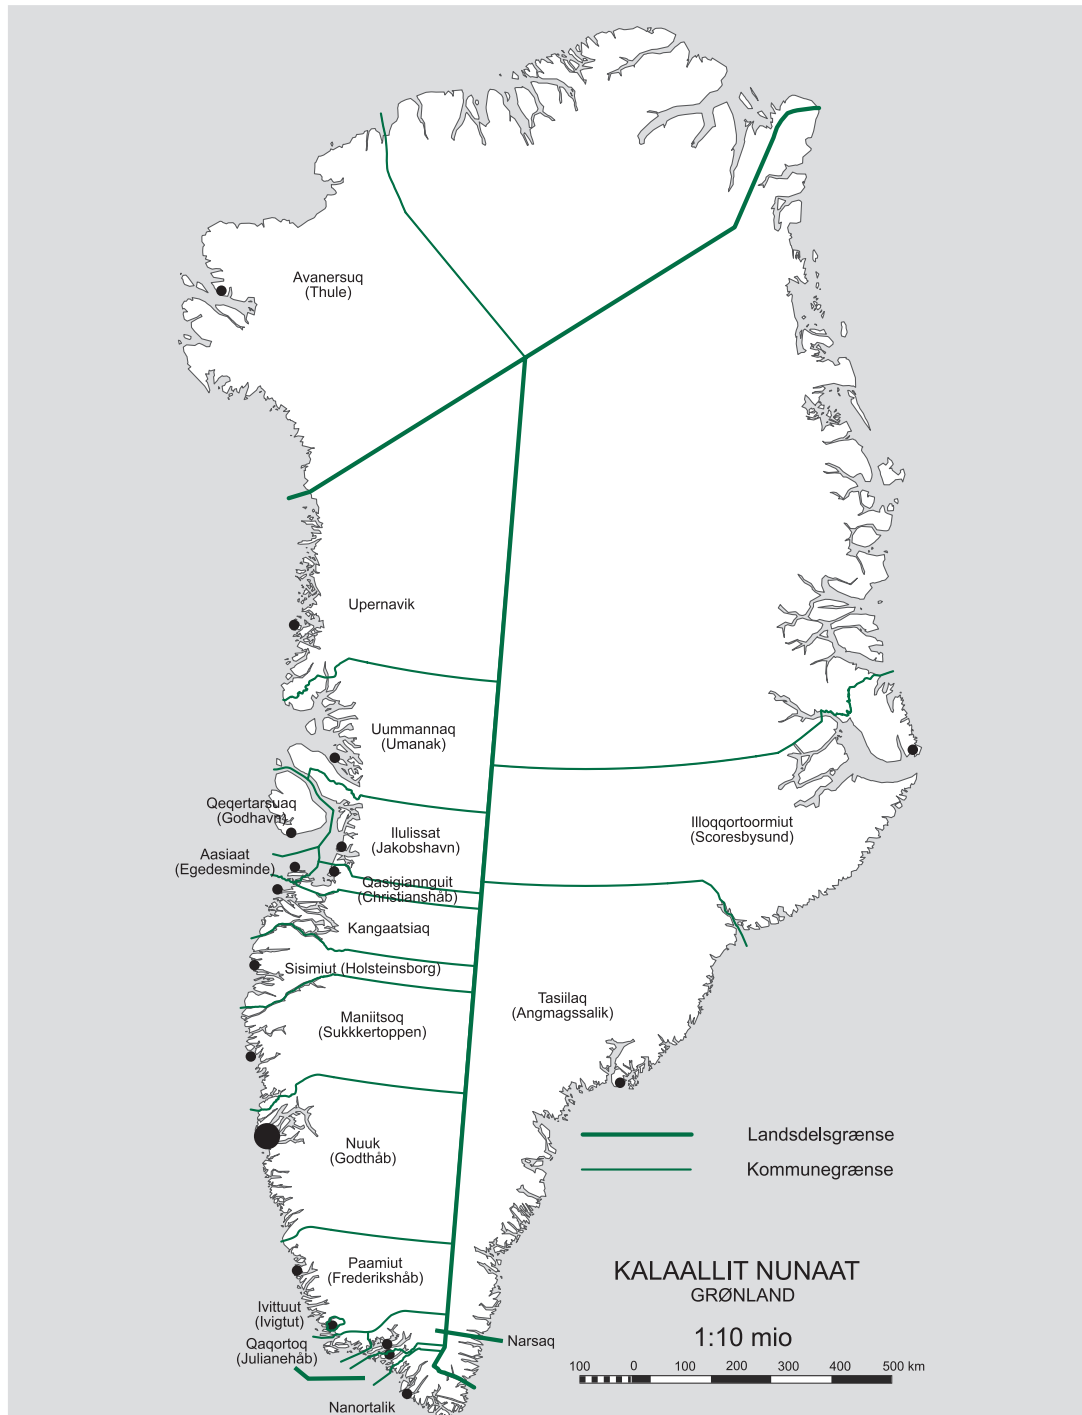 Avanersuq
(Thule)
Upernavik
Uummannaq
(Umanak)
Qeqertarsuaq
(Godhavn)
Ilulissat
(Jakobshavn)
Illoqqortoormiut
(Scoresbysund)
Aasiaat
(Egedesminde)
Qasigiannquit
(Christianshåb)
Kangaatsiaq
Sisimiut (Holsteinsborg)
Tasiilaq
(Angmagssalik)
Maniitsoq
(Sukkkertoppen)
Nuuk
(Godthåb)
Landsdelsgrænse
Kommunegrænse
Paamiut
(Frederikshåb)
KALAALLIT NUNAAT
GRØNLAND
Ivittuut
(Ivigtut)
1:10 mio
Narsaq
Qaqortoq
(Julianehåb)
100 0 100 200 300 400 500 km
Nanortalik